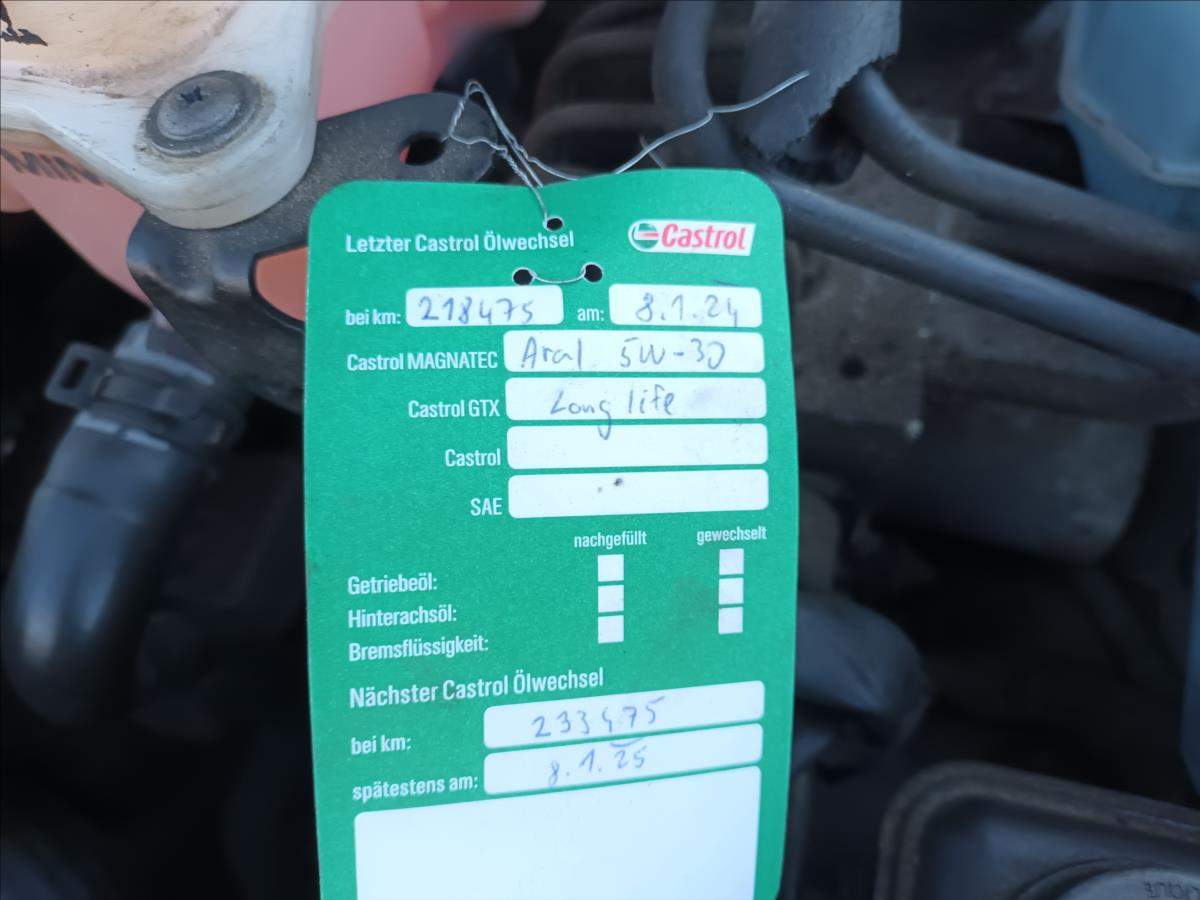 MIN
Letzter Castrol Ölwechsel
Castrol
bei km: 218475 am: 8.1.24
Castrol MAGNATEC Aral 5W-30
Castrol GTX Long life
Castrol
SAE
nachgefüllt gewechselt
Getriebeöl:
Hinterachsöl:
Bremsflüssigkeit:
Nächster Castrol Ölwechsel
bei km: 233475
spätestens am: 8.1.25